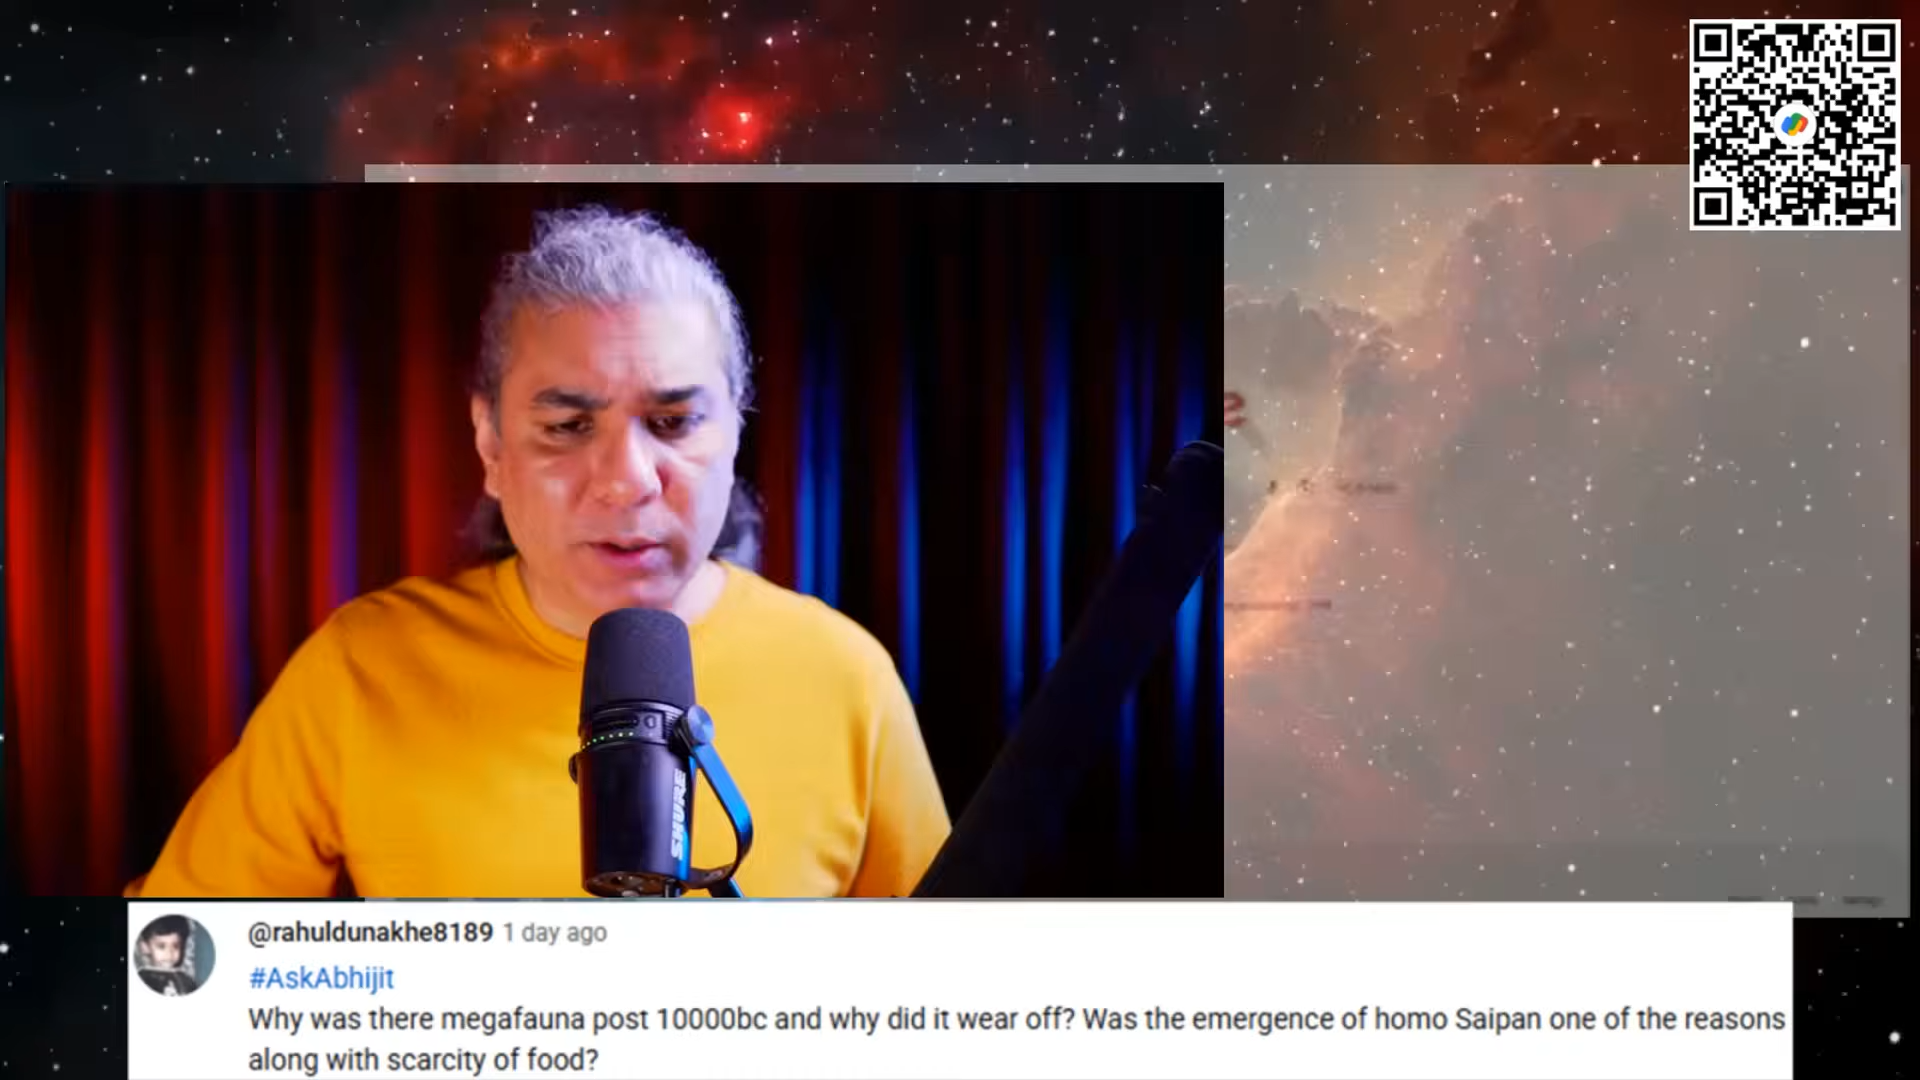 SHURE
@rahuldunakhe8189 1 day ago
#AskAbhijit
Why was there megafauna post 10000bc and why did it wear off? Was the emergence of homo Saipan one of the reasons
along with scarcity of food?